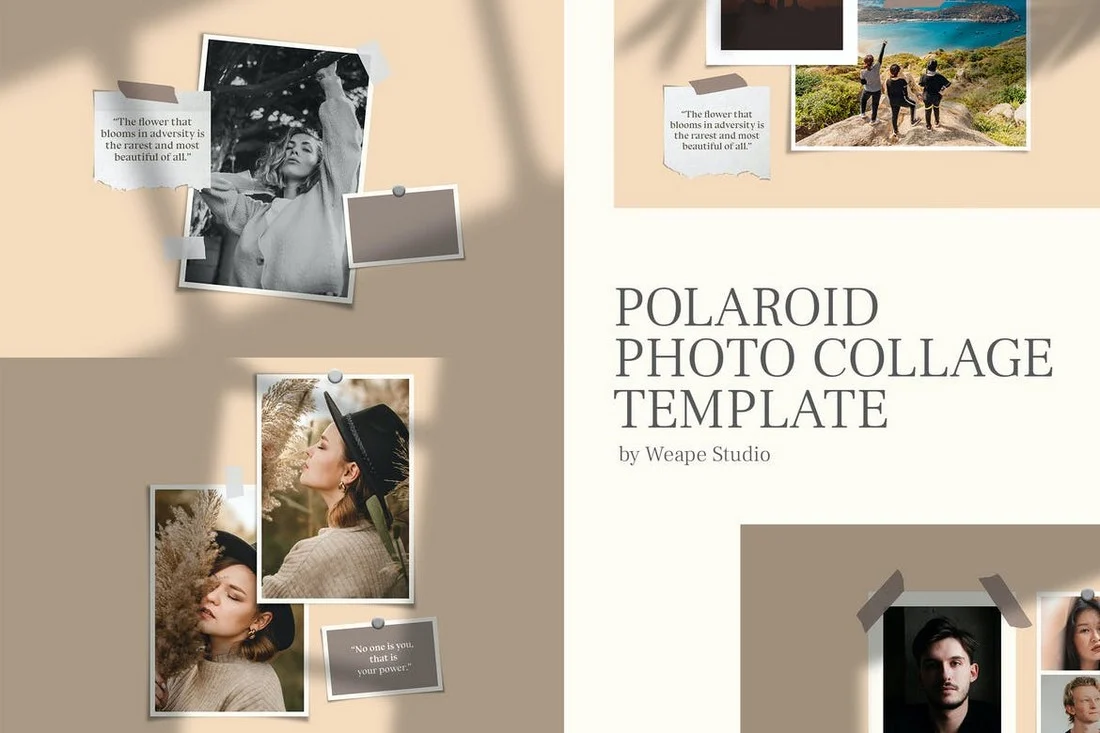 “The flower that
blooms in adversity is
the rarest and most
beautiful of all.”
“No one is you,
that is
your power.”
“The flower that
blooms in adversity is
the rarest and most
beautiful of all.”
POLAROID
PHOTO COLLAGE
TEMPLATE
by Weape Studio